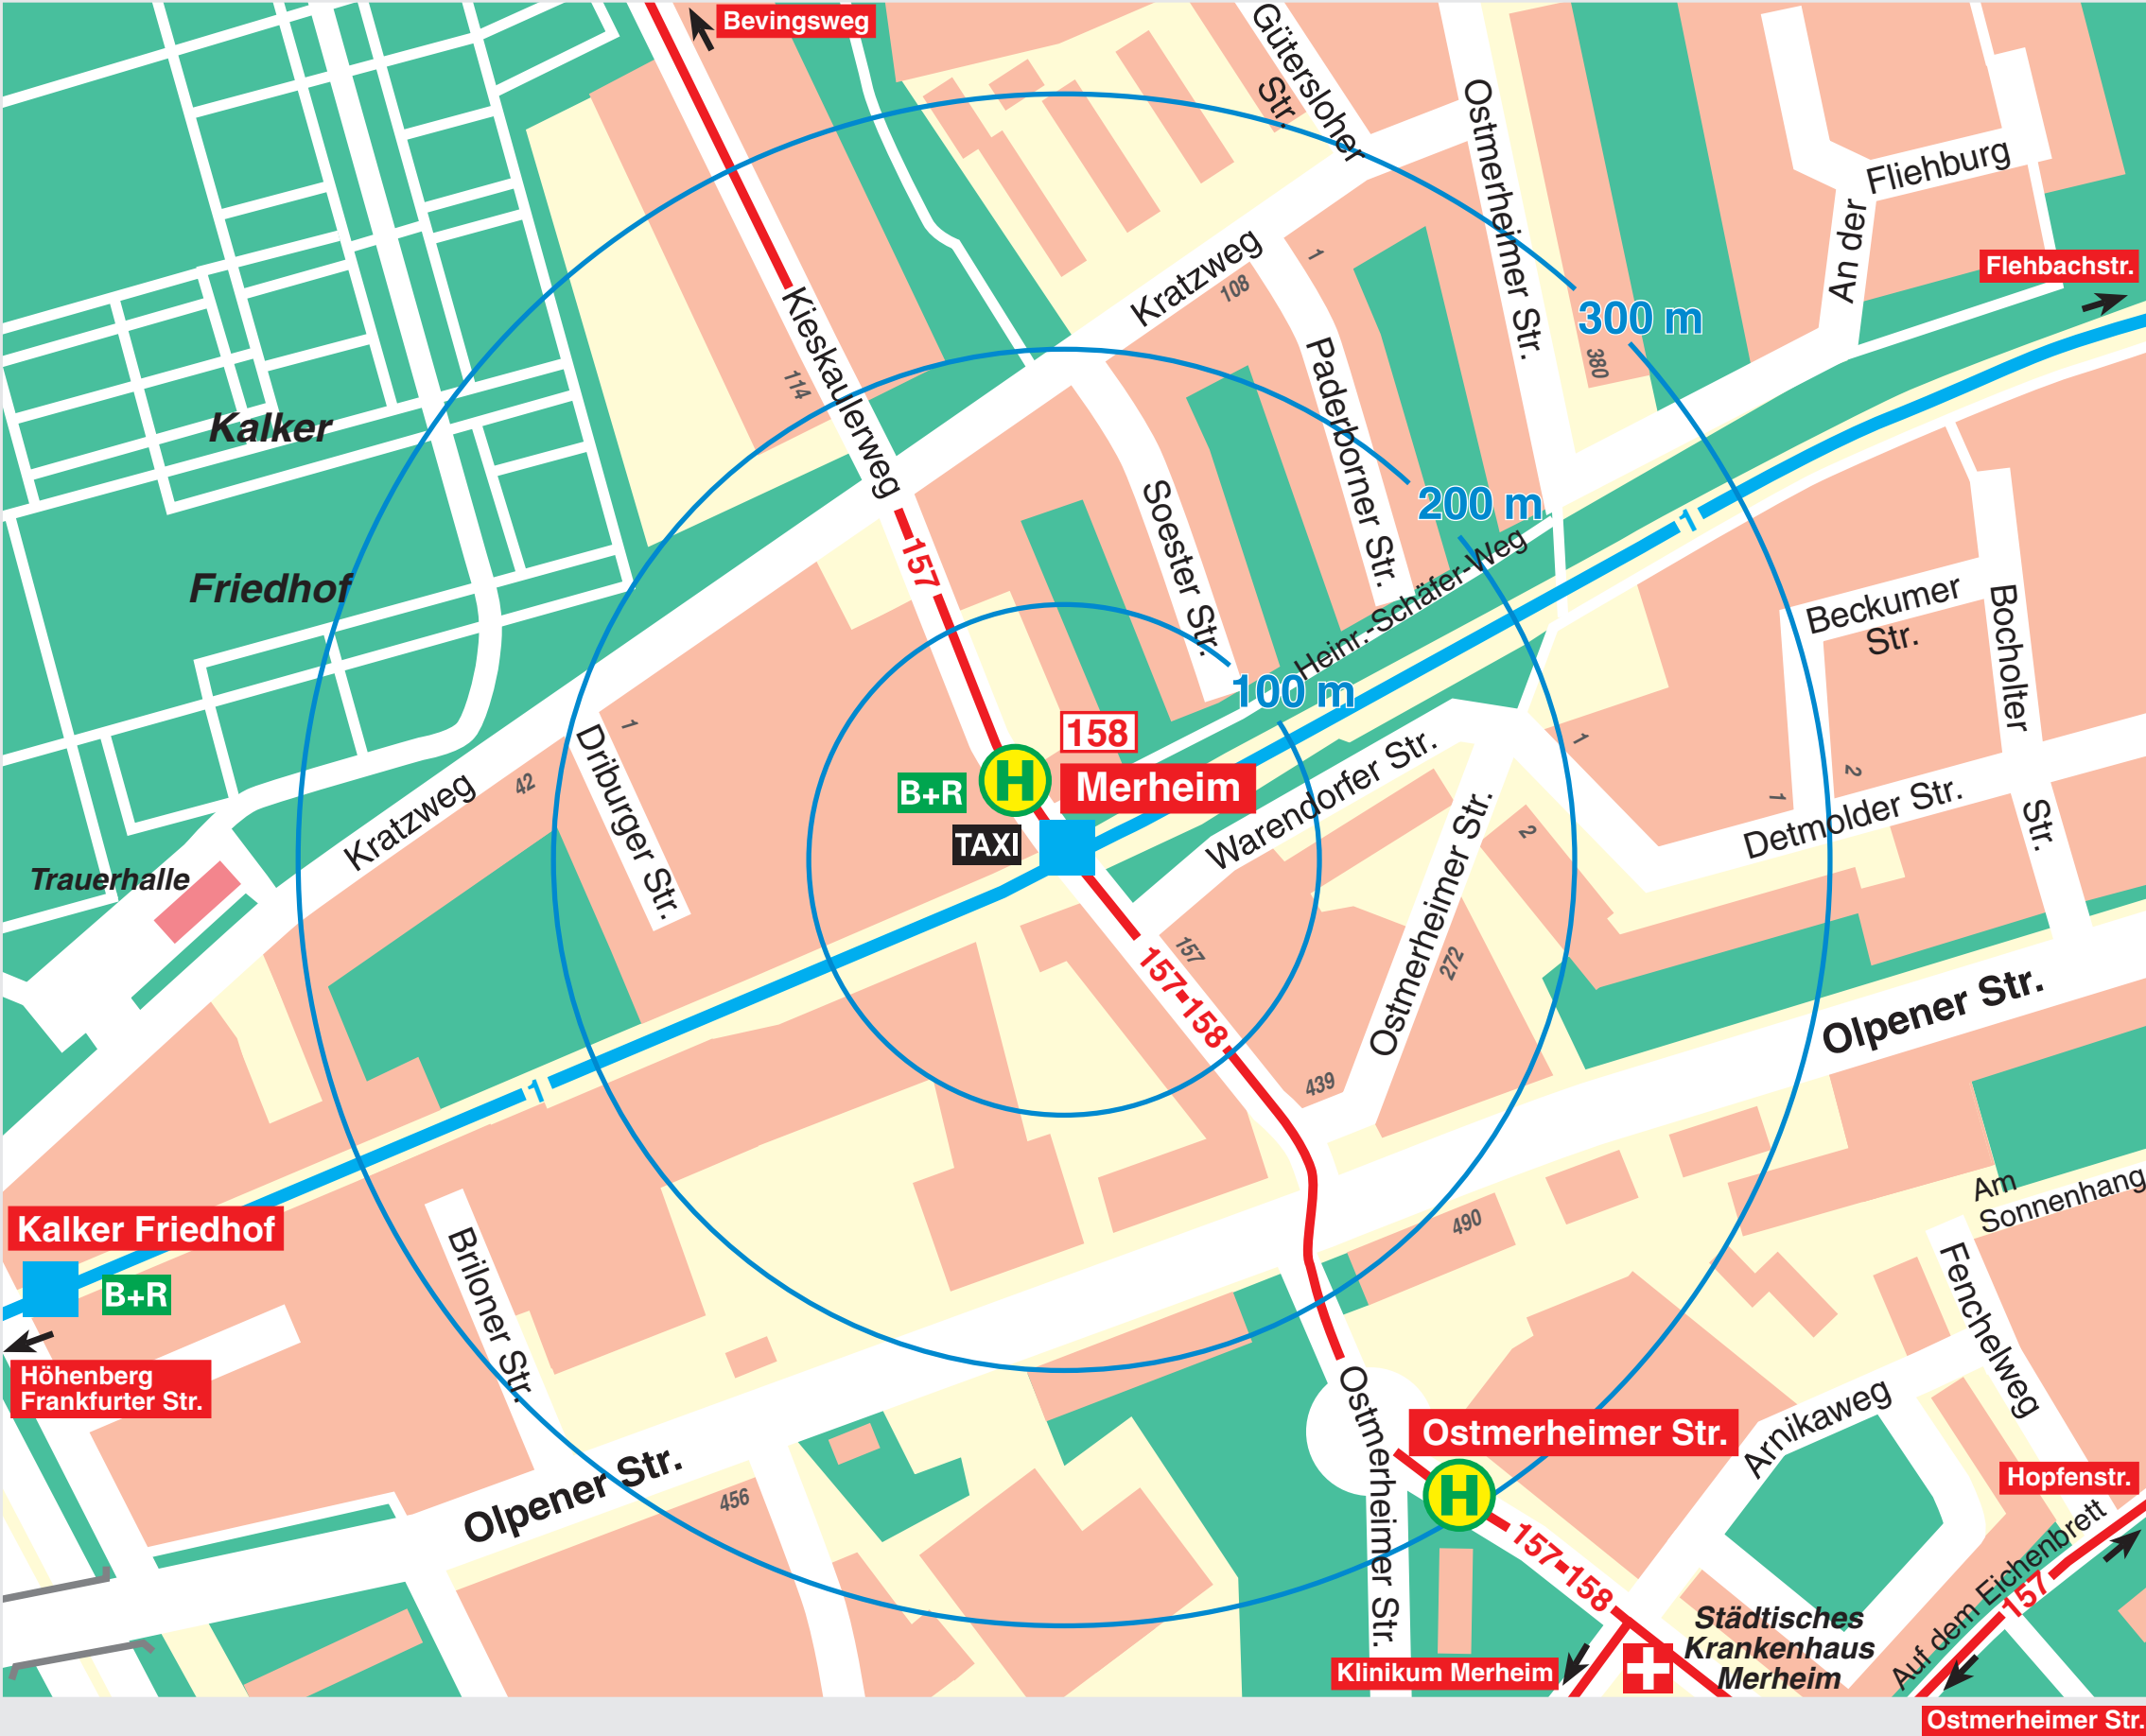 Bevingsweg
Gütersloher
Str.
Ostmerheimer Str.
Fliehburg
An der
Flehbachstr.
Kratzweg
1
108
300 m
380
Kieskaulerweg
114
Paderborner Str.
Kalker
Friedhof
200 m
1
157
Soester Str.
Heinr.-Schäfer-Weg
Beckumer
Str.
Bocholter
Str.
100 m
158
Merheim
B+R
H
TAXI
Warendorfer Str.
1
2
1
Detmolder Str.
2
Driburger Str.
1
42
Kratzweg
Trauerhalle
Ostmerheimer Str.
272
157
157▪158
439
Olpener Str.
1
Kalker Friedhof
B+R
Höhenberg
Frankfurter Str.
Briloner Str.
490
Am
Sonnenhang
Fenchelweg
Arnikaweg
Olpener Str.
456
Ostmerheimer Str.
Ostmerheimer Str.
H
157▪158
Hopfenstr.
Auf dem Eichenbrett
157
Städtisches
Krankenhaus
Merheim
Klinikum Merheim
Ostmerheimer Str.